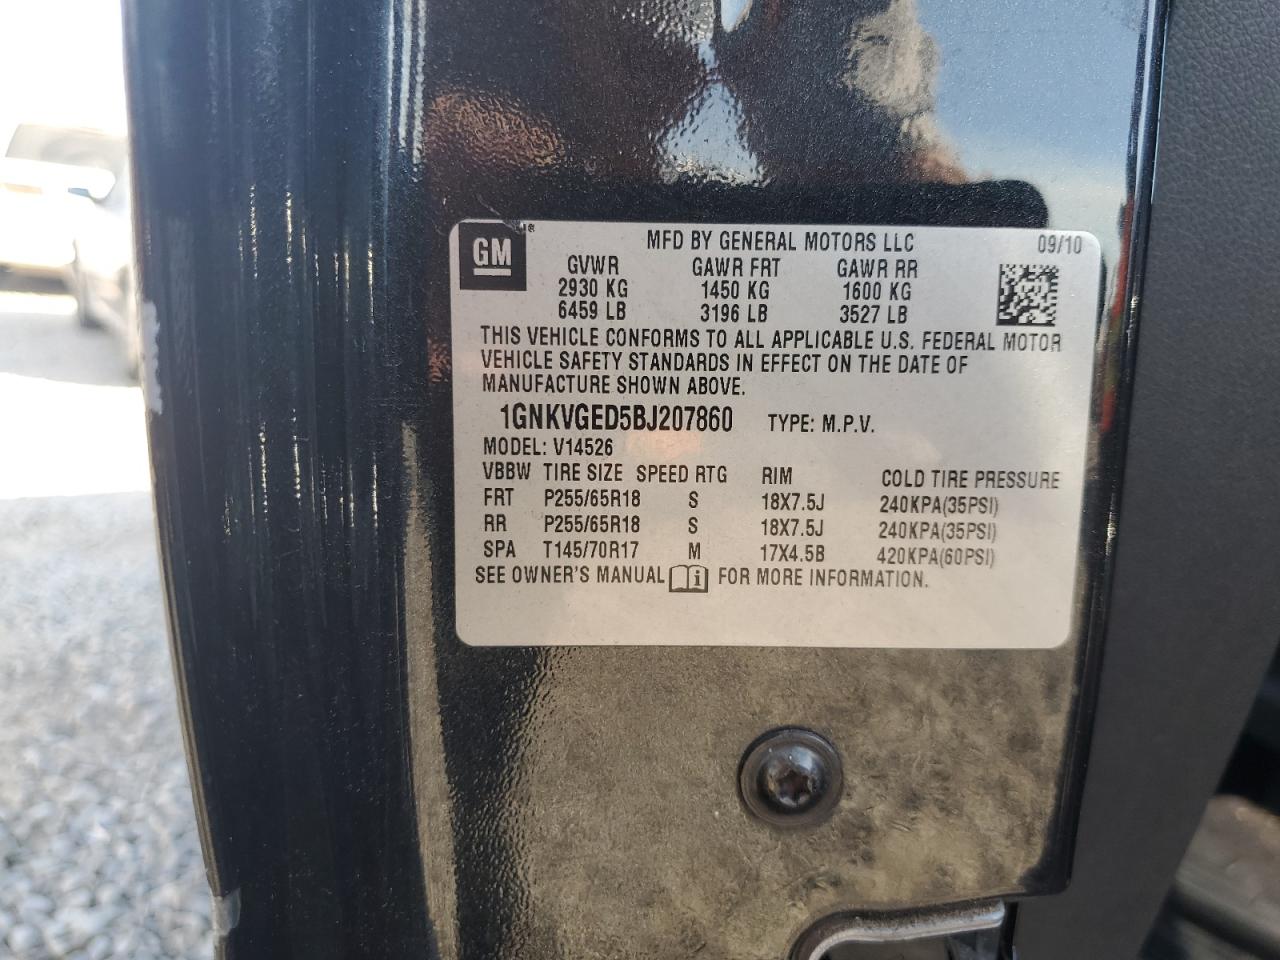 GM ® MFD BY GENERAL MOTORS LLC 09/10
GVWR GAWR FRT GAWR RR
2930 KG 1450 KG 1600 KG
6459 LB 3196 LB 3527 LB
THIS VEHICLE CONFORMS TO ALL APPLICABLE U.S. FEDERAL MOTOR
VEHICLE SAFETY STANDARDS IN EFFECT ON THE DATE OF
MANUFACTURE SHOWN ABOVE.
1GNKVGED5BJ207860 TYPE: M.P.V.
MODEL: V14526
VBBW TIRE SIZE SPEED RTG RIM COLD TIRE PRESSURE
FRT P255/65R18 S 18X7.5J 240KPA(35PSI)
RR P255/65R18 S 18X7.5J 240KPA(35PSI)
SPA T145/70R17 M 17X4.5B 420KPA(60PSI)
SEE OWNER'S MANUAL i FOR MORE INFORMATION.